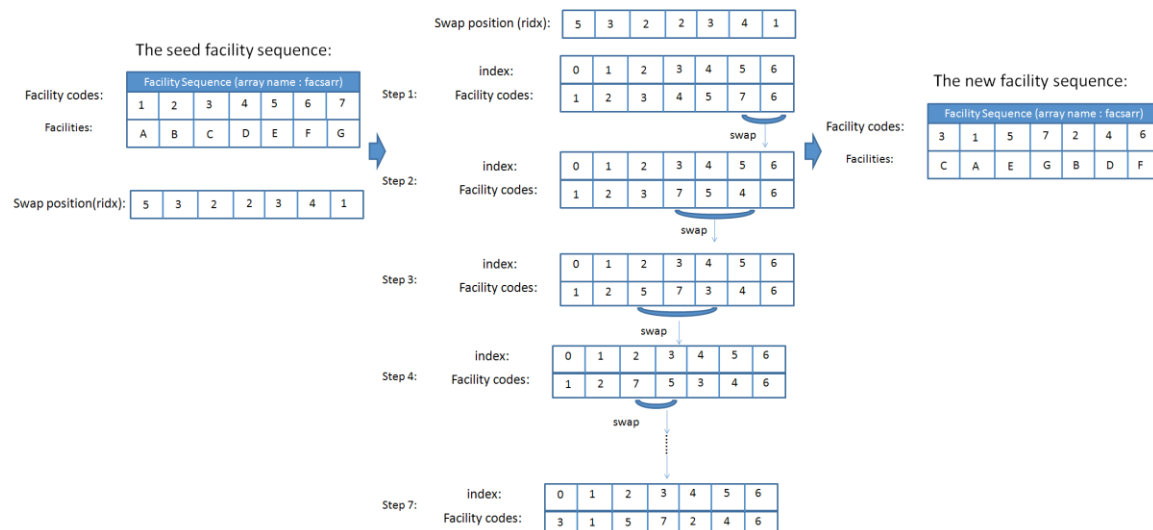 The seed facility sequence:
Facility Sequence (array name : facsarr)
Facility codes: 1 2 3 4 5 6 7
Facilities: A B C D E F G
Swap position(ridx): 5 3 2 2 3 4 1
Swap position (ridx): 5 3 2 2 3 4 1
Step 1:
index: 0 1 2 3 4 5 6
Facility codes: 1 2 3 4 5 7 6
swap
Step 2:
index: 0 1 2 3 4 5 6
Facility codes: 1 2 3 7 5 4 6
swap
Step 3:
index: 0 1 2 3 4 5 6
Facility codes: 1 2 5 7 3 4 6
swap
Step 4:
index: 0 1 2 3 4 5 6
Facility codes: 1 2 7 5 3 4 6
swap
Step 7:
index: 0 1 2 3 4 5 6
Facility codes: 3 1 5 7 2 4 6
The new facility sequence:
Facility Sequence (array name : facsarr)
Facility codes: 3 1 5 7 2 4 6
Facilities: C A E G B D F